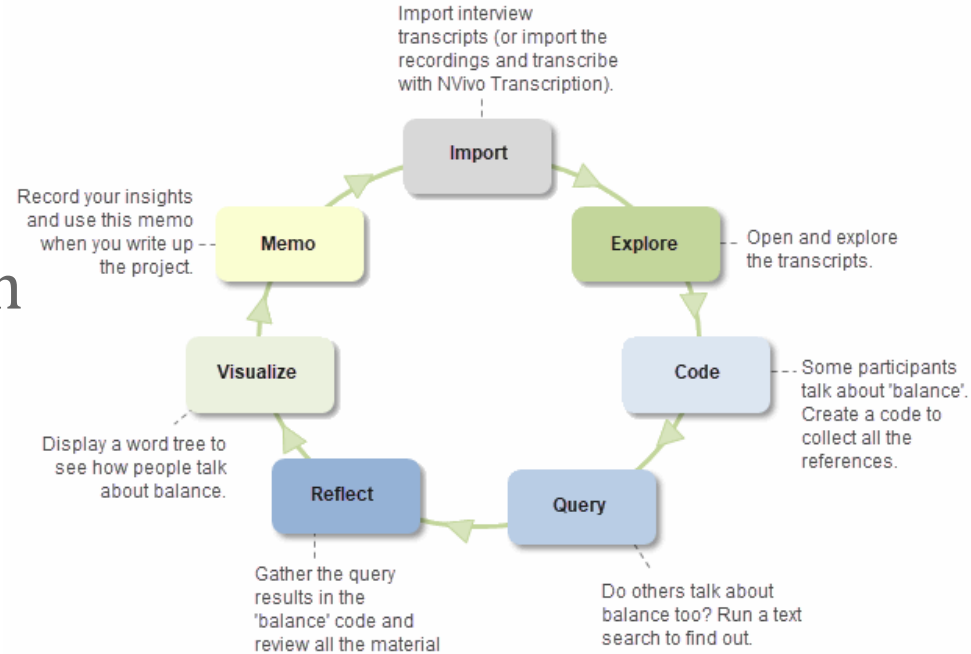 Import interview
transcripts (or import the
recordings and transcribe
with NVivo Transcription).
Import
Explore
Open and explore
the transcripts.
Code
Some participants
talk about 'balance'.
Create a code to
collect all the
references.
Query
Do others talk about
balance too? Run a text
search to find out.
Reflect
Gather the query
results in the
'balance' code and
review all the material
Visualize
Display a word tree to
see how people talk
about balance.
Memo
Record your insights
and use this memo
when you write up
the project.